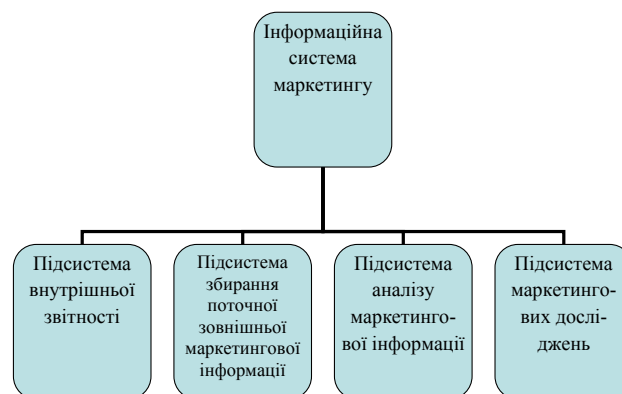 Інформаційна
система
маркетингу
Підсистема
внутрішньої
звітності
Підсистема
збирання
поточної
зовнішньої
маркетингової
інформації
Підсистема
аналізу
маркетинго-
вої інформації
Підсистема
маркетинго-
вих дослі-
джень